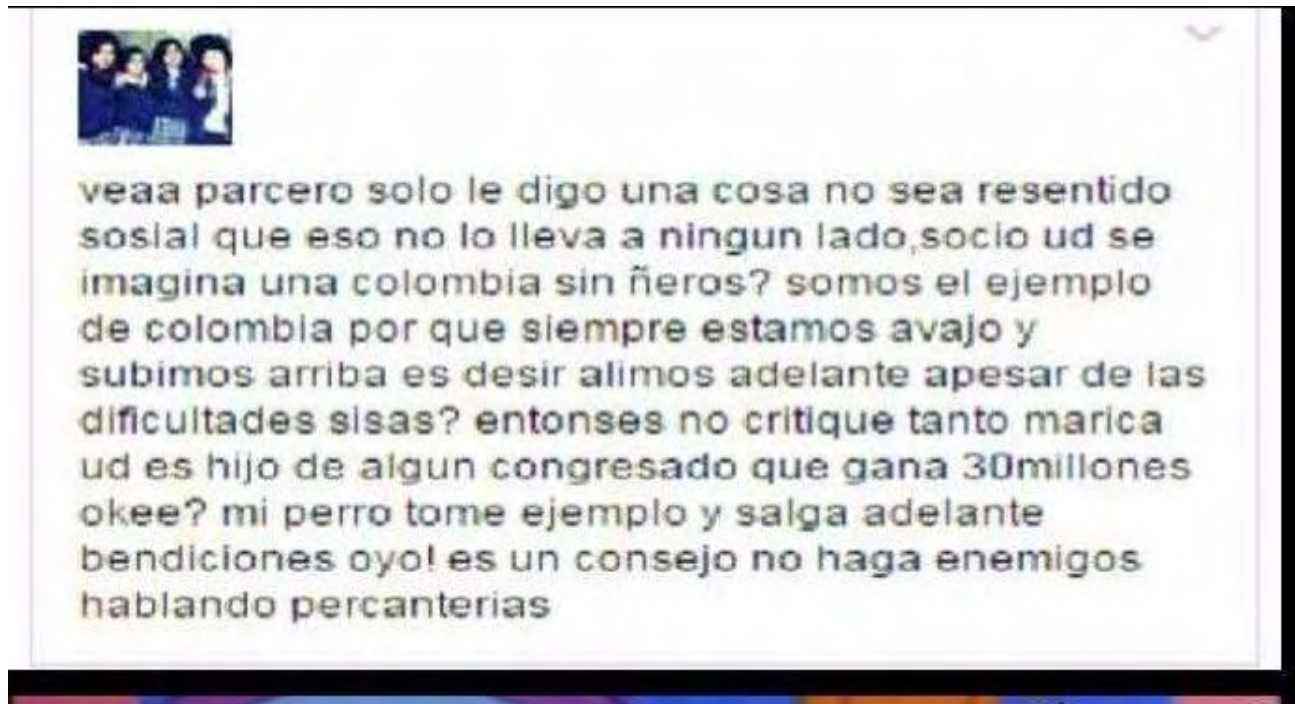 veaa parcero solo le digo una cosa no sea resentido
sosial que eso no lo lleva a ningun lado,socio ud se
imagina una colombia sin ñeros? somos el ejemplo
de colombia por que siempre estamos avajo y
subimos arriba es desir alimos adelante apesar de las
dificultades sisas? entonses no critique tanto marica
ud es hijo de algun congresado que gana 30millones
okee? mi perro tome ejemplo y salga adelante
bendiciones oyo! es un consejo no haga enemigos
hablando percanterias